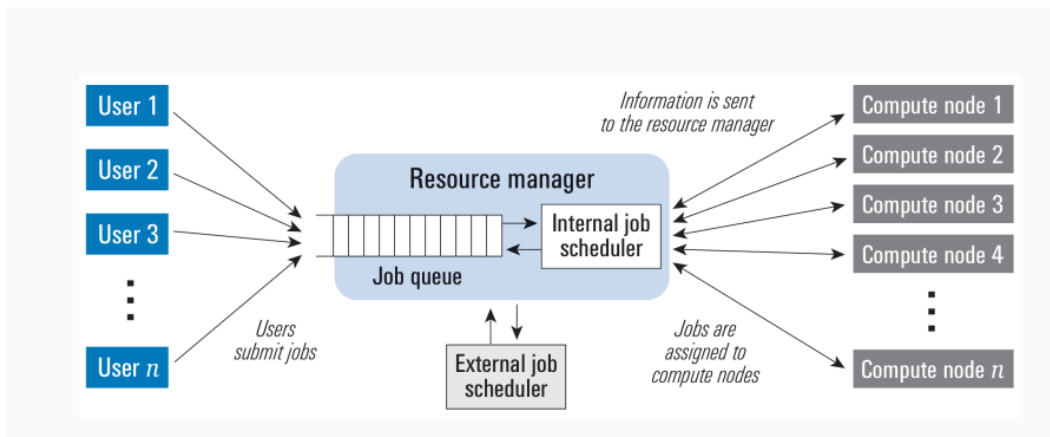 User 1
User 2
User 3
User n
Users
submit jobs
Resource manager
Job queue
Internal job
scheduler
External job
scheduler
Information is sent
to the resource manager
Jobs are
assigned to
compute nodes
Compute node 1
Compute node 2
Compute node 3
Compute node 4
Compute node n